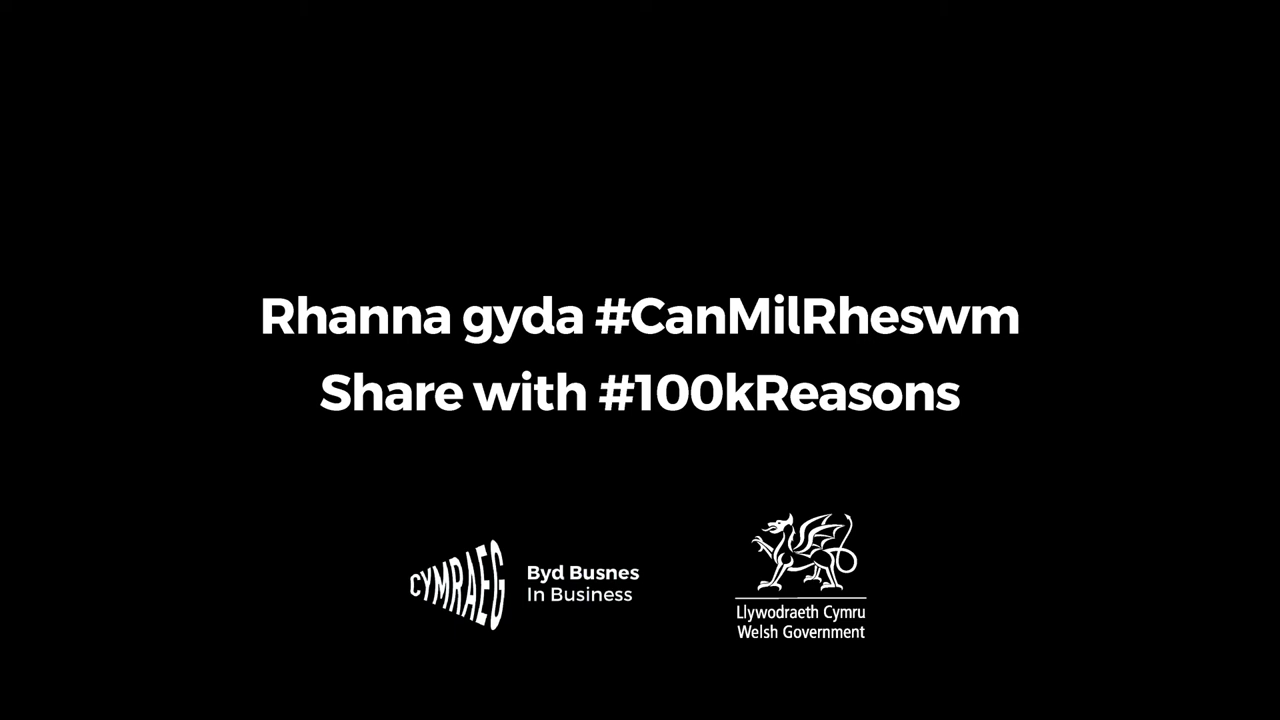 Rhanna gyda #CanMilRheswm
Share with #100kReasons
CYMRAEG
Byd Busnes
In Business
Llywodraeth Cymru
Welsh Government